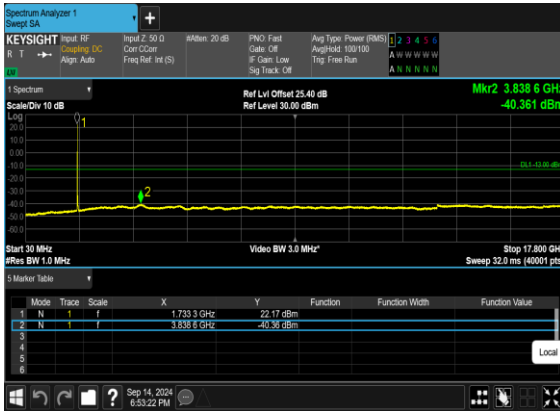 Spectrum Analyzer 1
Swept SA
+
KEYSIGHT Input: RF Input Z: 50 Ω #Atten: 20 dB PNO: Fast Avg Type: Power (RMS) 1 2 3 4 5 6
R T Coupling: DC Corr CCorr Gate: Off Avg|Hold: 100/100 A W W W W W
Align: Auto Freq Ref: Int (S) IF Gain: Low Trig: Free Run
Sig Track: Off A N N N N N
1 Spectrum
Scale/Div 10 dB
Ref Lvl Offset 25.40 dB
Ref Level 30.00 dBm
Mkr2 3.838 6 GHz
-40.361 dBm
Log
20.0
10.0
0.00
-10.0
-20.0
-30.0
-40.0
-50.0
-60.0
1
2
DL1 -13.00 dBm
Start 30 MHz Video BW 3.0 MHz* Stop 17.800 GHz
#Res BW 1.0 MHz Sweep 32.0 ms (40001 pts)
5 Marker Table
Mode Trace Scale X Y Function Function Width Function Value
1 N 1 f 1.733 3 GHz 22.17 dBm
2 N 1 f 3.838 6 GHz -40.36 dBm
3
4
5
6
Local
?
Sep 14, 2024
6:53:22 PM